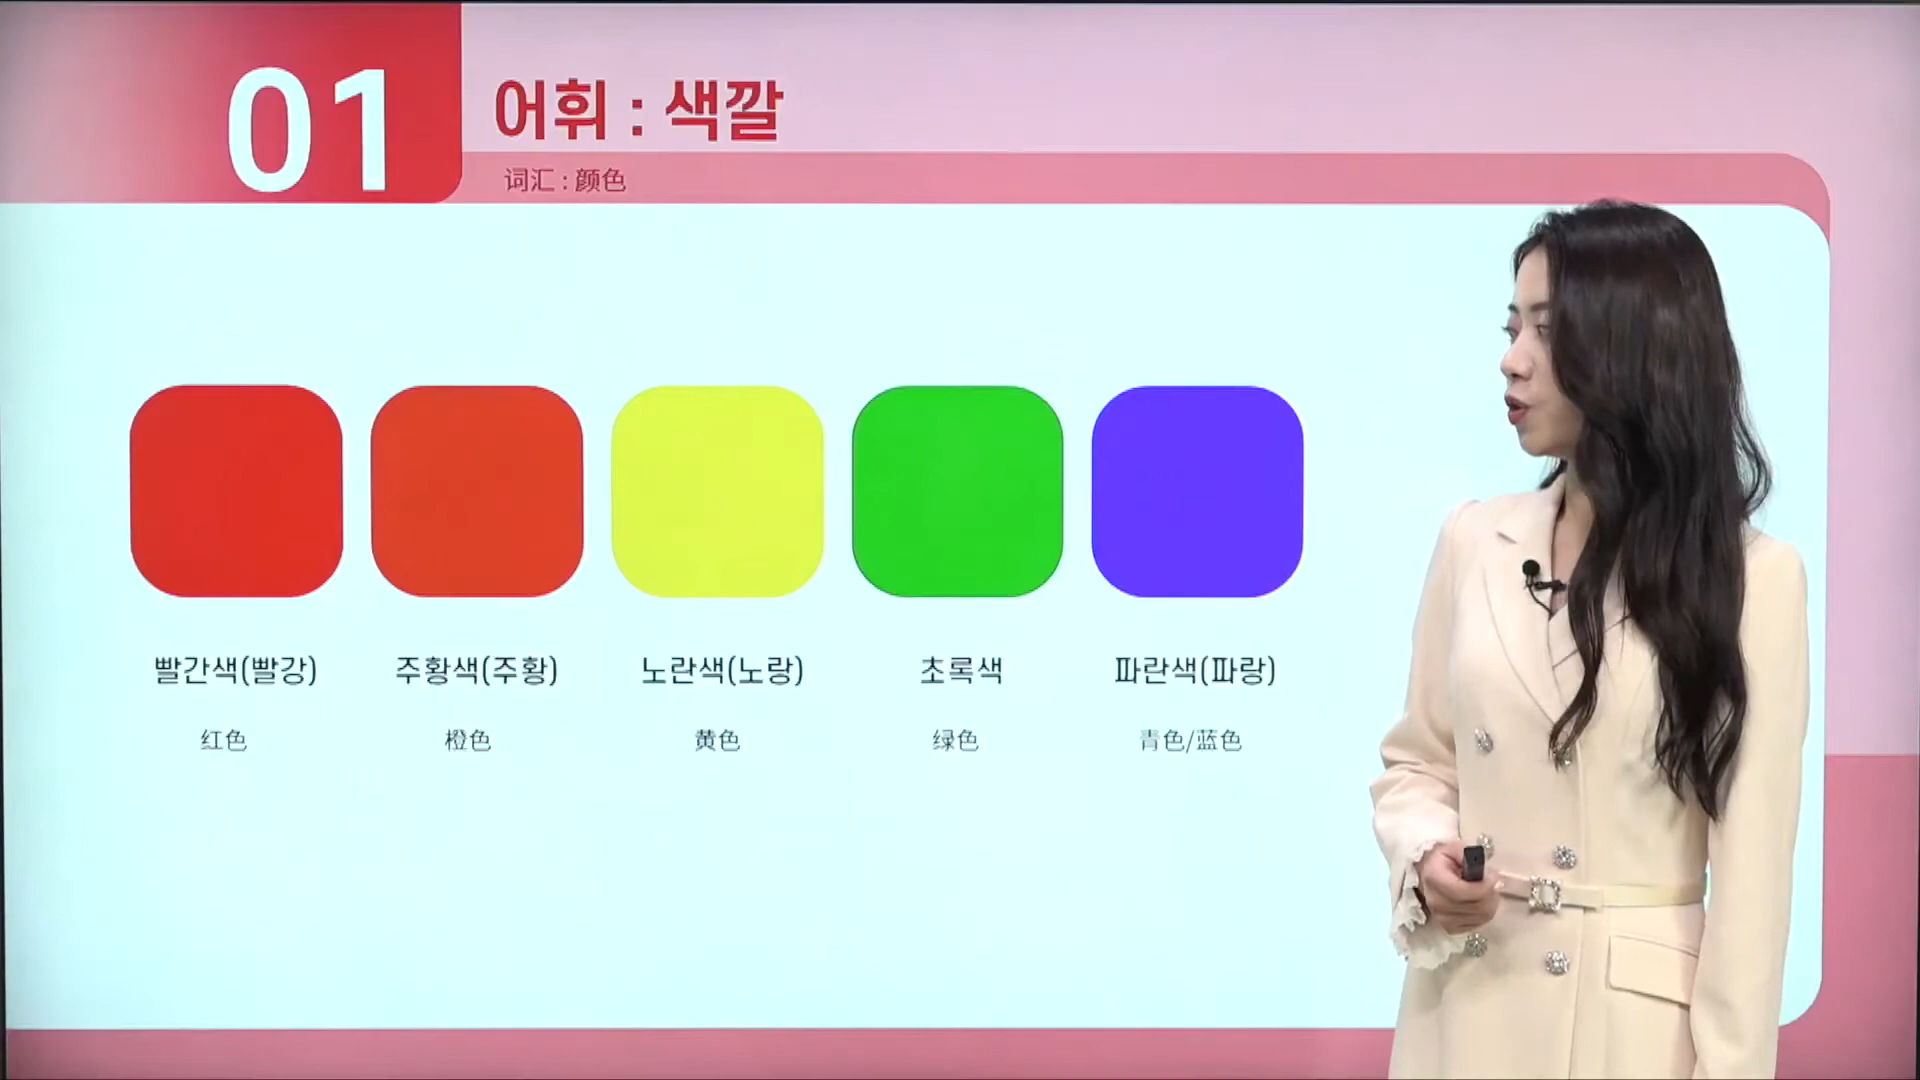 01
어휘 : 색깔
词汇 : 颜色
빨간색(빨강)
주황색(주황)
노란색(노랑)
초록색
파란색(파랑)
红色
橙色
黄色
绿色
青色/蓝色